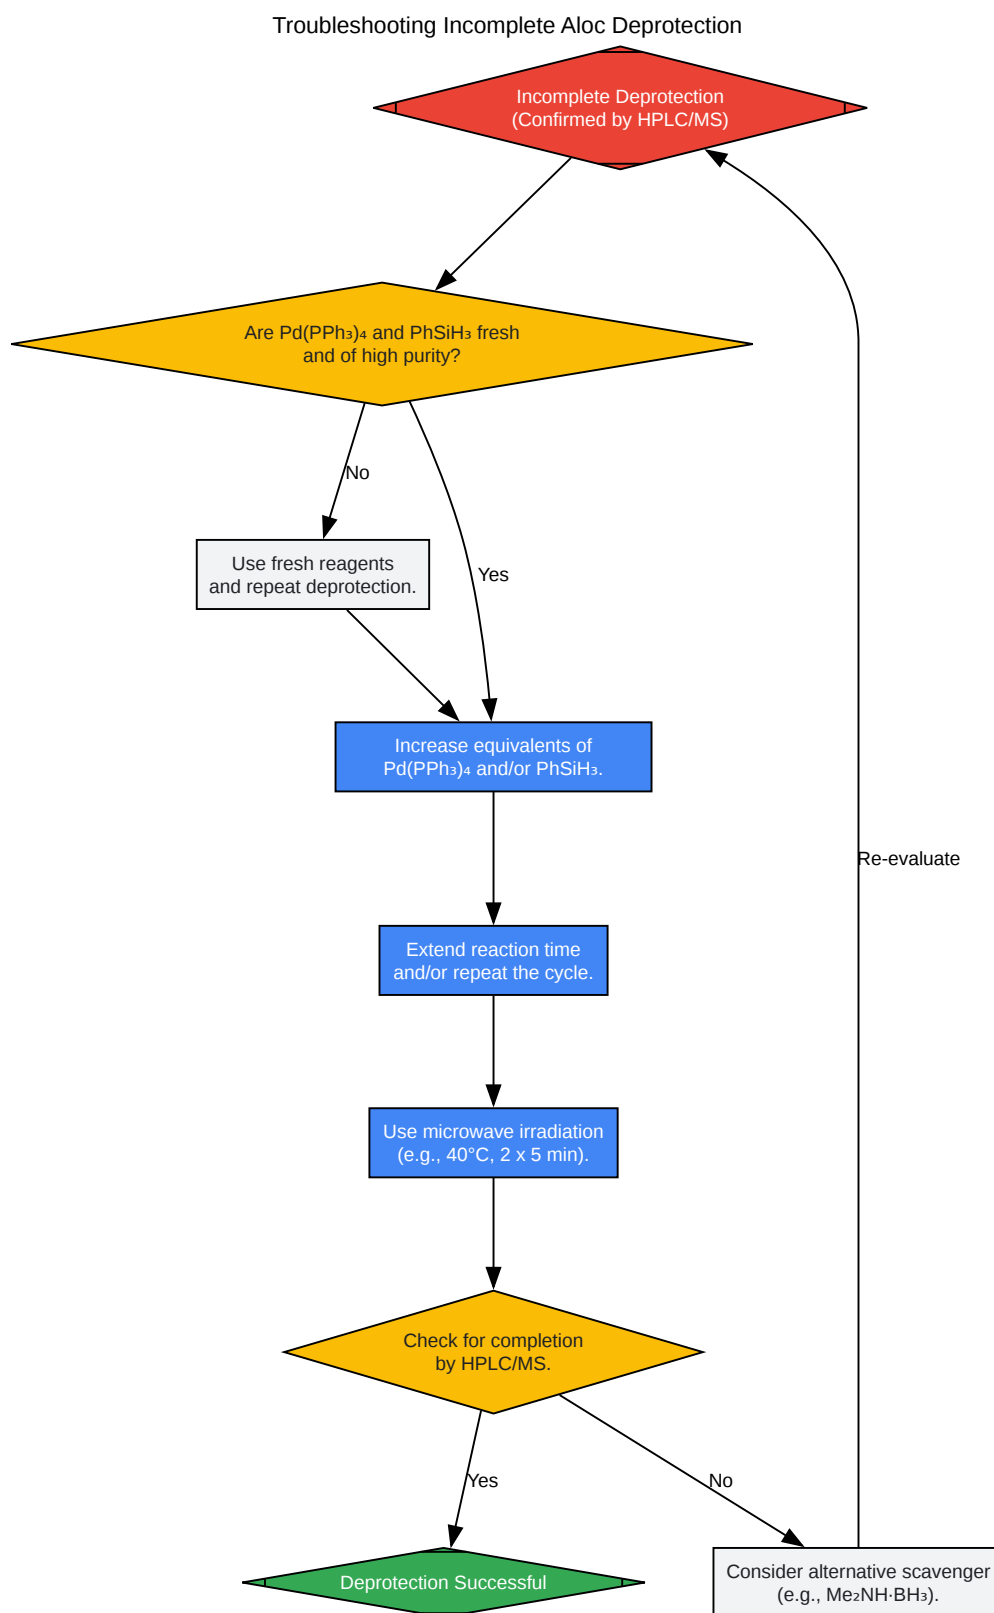 Troubleshooting Incomplete Aloc Deprotection
Incomplete Deprotection
(Confirmed by HPLC/MS)
Are Pd(PPh₃)₄ and PhSiH₃ fresh
and of high purity?
No
Use fresh reagents
and repeat deprotection.
Yes
Increase equivalents of
Pd(PPh₃)₄ and/or PhSiH₃.
Re-evaluate
Extend reaction time
and/or repeat the cycle.
Use microwave irradiation
(e.g., 40°C, 2 x 5 min).
Check for completion
by HPLC/MS.
Yes
No
Deprotection Successful
Consider alternative scavenger
(e.g., Me₂NH·BH₃).